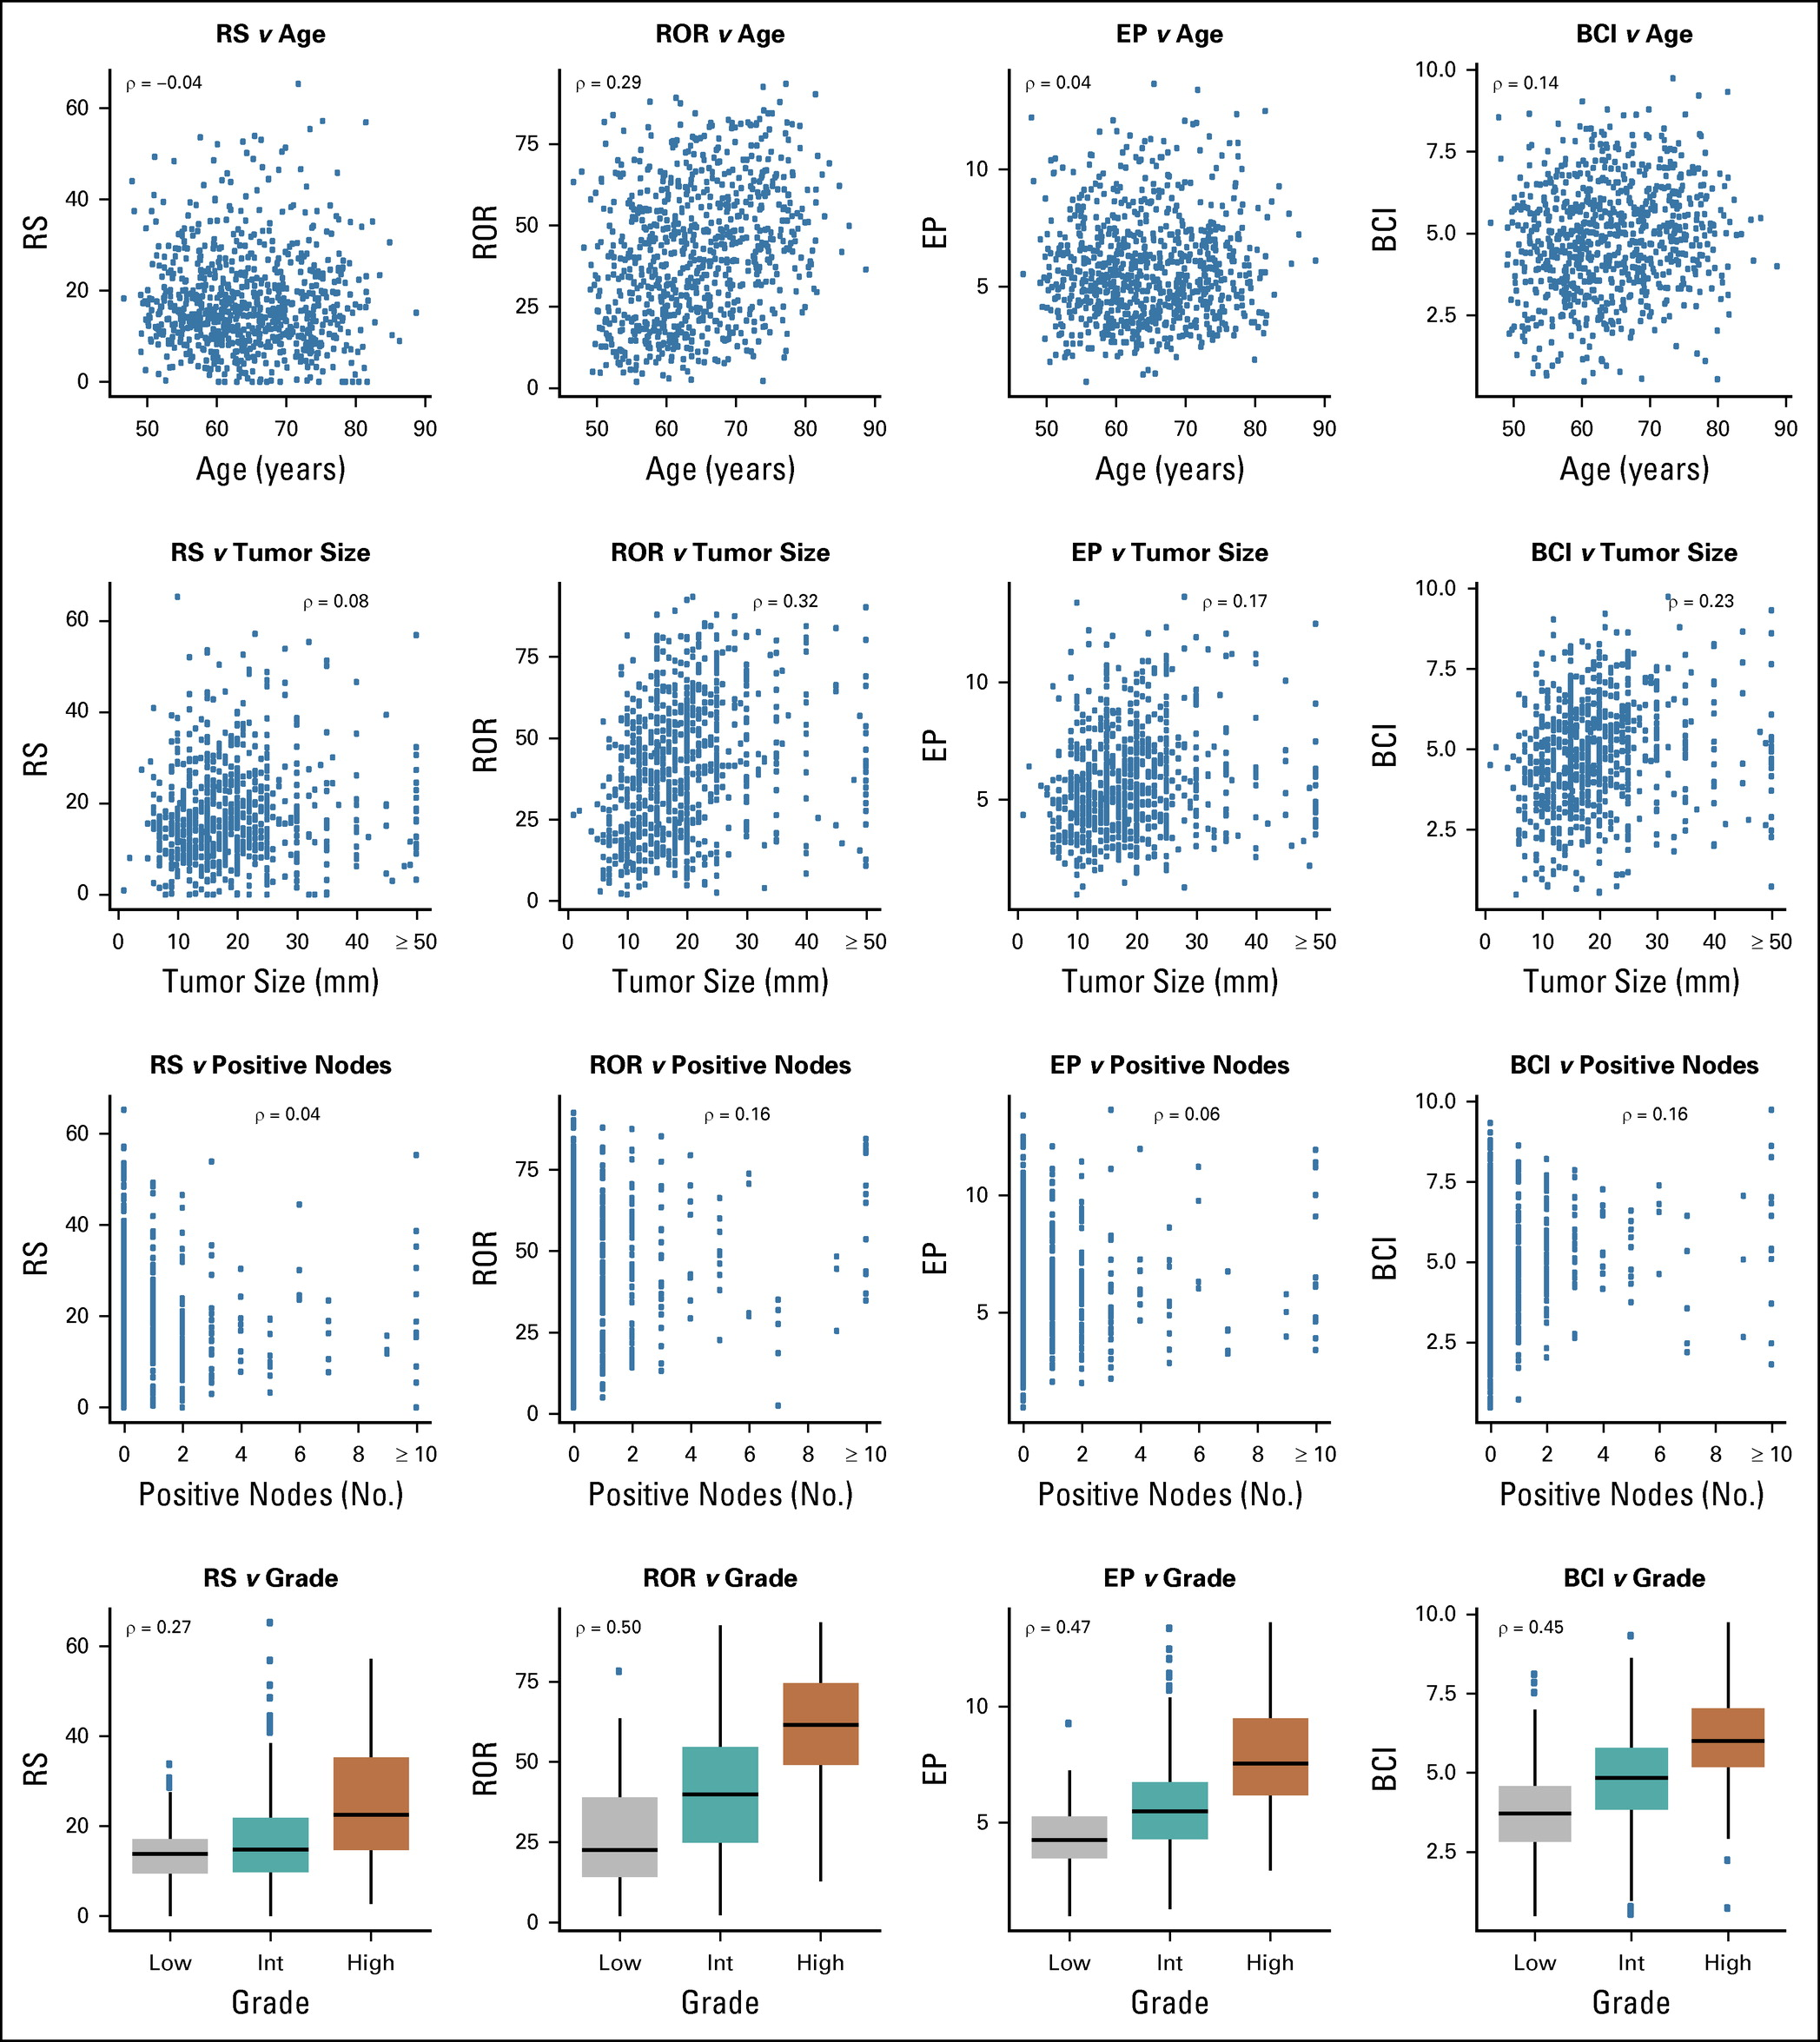 RS v Age
ROR v Age
EP v Age
BCI v Age
ρ = −0.04
ρ = 0.29
ρ = 0.04
ρ = 0.14
RS
60
40
20
0
ROR
75
50
25
0
EP
10
5
BCI
10.0
7.5
5.0
2.5
50 60 70 80 90
50 60 70 80 90
50 60 70 80 90
50 60 70 80 90
Age (years)
Age (years)
Age (years)
Age (years)
RS v Tumor Size
ROR v Tumor Size
EP v Tumor Size
BCI v Tumor Size
ρ = 0.08
ρ = 0.32
ρ = 0.17
ρ = 0.23
RS
60
40
20
0
ROR
75
50
25
0
EP
10
5
BCI
10.0
7.5
5.0
2.5
0 10 20 30 40 ≥ 50
0 10 20 30 40 ≥ 50
0 10 20 30 40 ≥ 50
0 10 20 30 40 ≥ 50
Tumor Size (mm)
Tumor Size (mm)
Tumor Size (mm)
Tumor Size (mm)
RS v Positive Nodes
ROR v Positive Nodes
EP v Positive Nodes
BCI v Positive Nodes
ρ = 0.04
ρ = 0.16
ρ = 0.06
ρ = 0.16
RS
60
40
20
0
ROR
75
50
25
0
EP
10
5
BCI
10.0
7.5
5.0
2.5
0 2 4 6 8 ≥ 10
0 2 4 6 8 ≥ 10
0 2 4 6 8 ≥ 10
0 2 4 6 8 ≥ 10
Positive Nodes (No.)
Positive Nodes (No.)
Positive Nodes (No.)
Positive Nodes (No.)
RS v Grade
ROR v Grade
EP v Grade
BCI v Grade
ρ = 0.27
ρ = 0.50
ρ = 0.47
ρ = 0.45
RS
60
40
20
0
ROR
75
50
25
0
EP
10
5
BCI
10.0
7.5
5.0
2.5
Low Int High
Low Int High
Low Int High
Low Int High
Grade
Grade
Grade
Grade